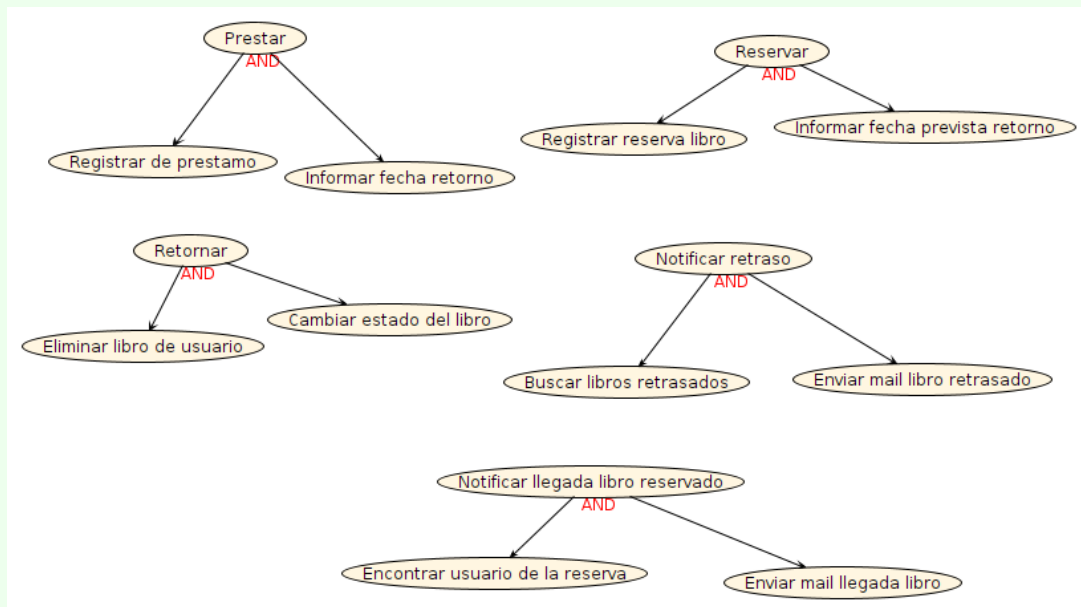 Prestar
AND
Registrar de prestamo
Informar fecha retorno
Reservar
AND
Registrar reserva libro
Informar fecha prevista retorno
Retornar
AND
Eliminar libro de usuario
Cambiar estado del libro
Notificar retraso
AND
Buscar libros retrasados
Enviar mail libro retrasado
Notificar llegada libro reservado
AND
Encontrar usuario de la reserva
Enviar mail llegada libro